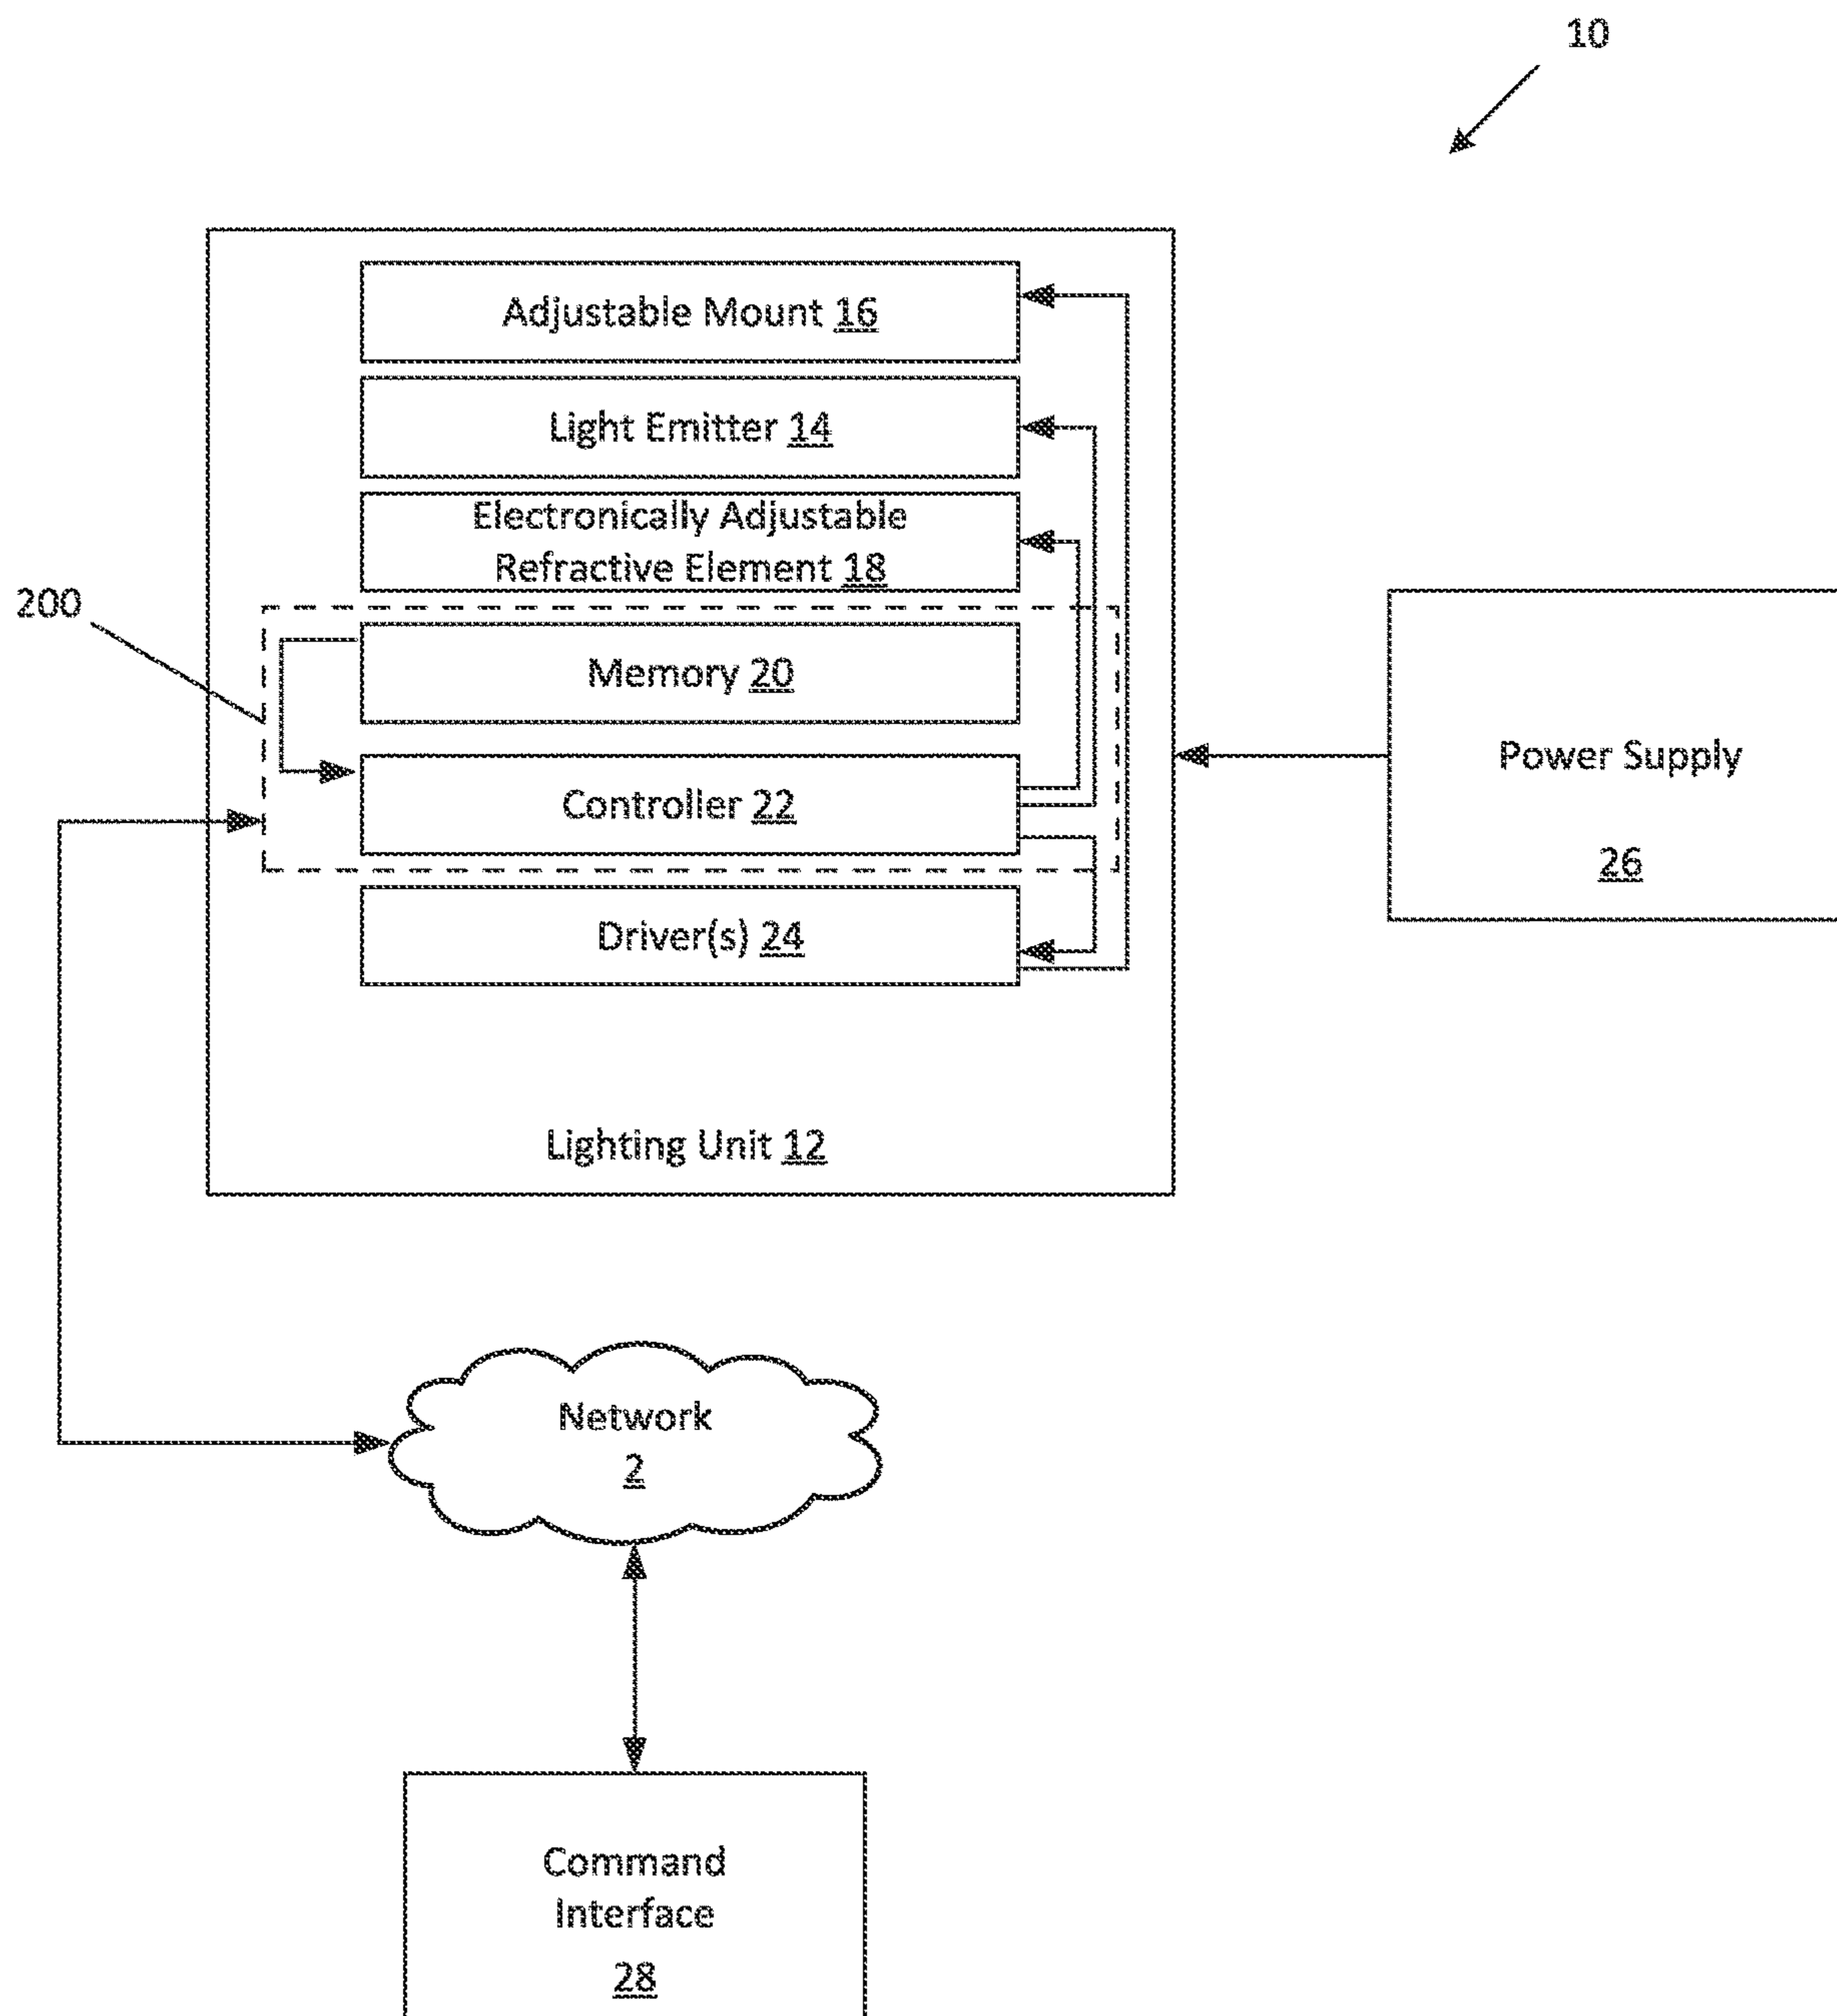 10
Adjustable Mount 16
Light Emitter 14
Electronically Adjustable
Refractive Element 18
200
Memory 20
Controller 22
Driver(s) 24
Lighting Unit 12
Power Supply
26
Network
2
Command
Interface
28